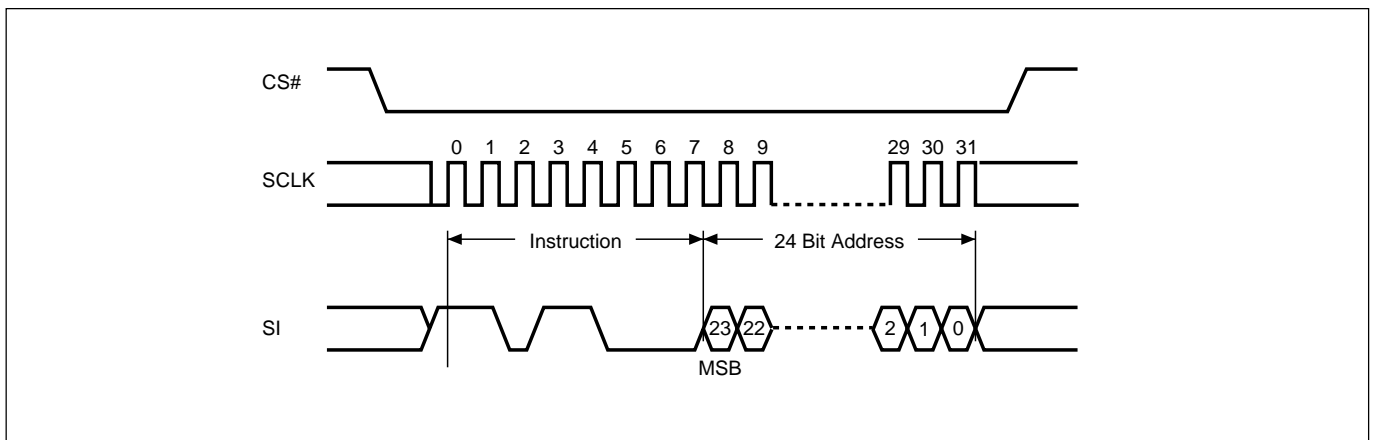 CS#
0 1 2 3 4 5 6 7 8 9 29 30 31
SCLK
Instruction 24 Bit Address
SI 23 22 2 1 0
MSB